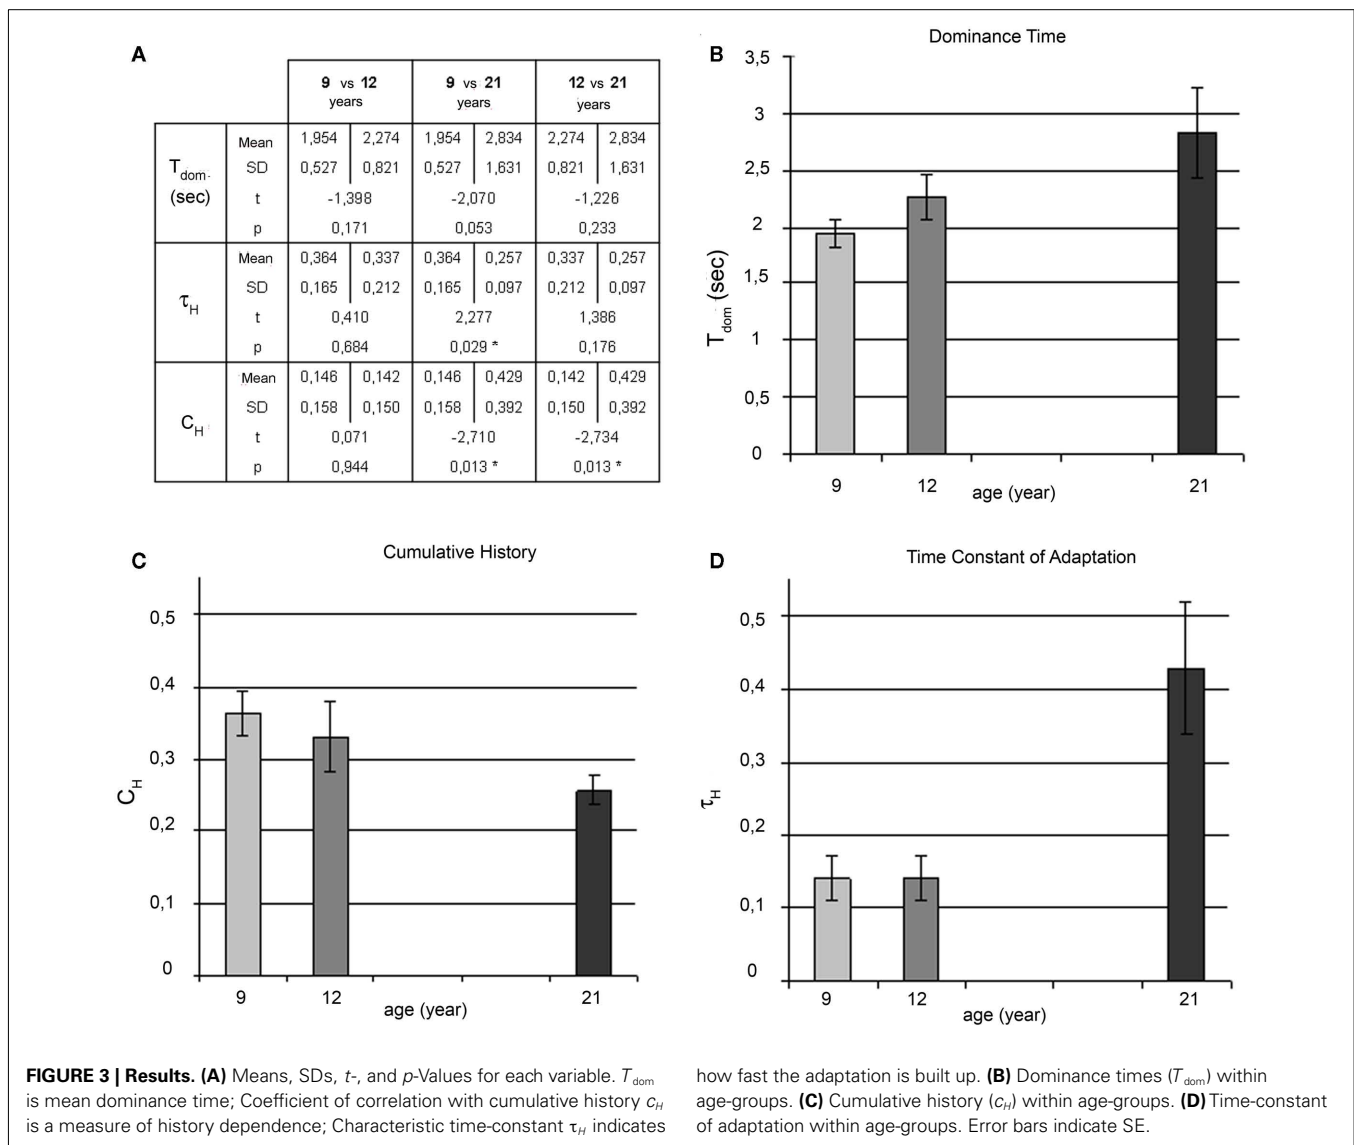 A
9 vs 12 years
9 vs 21 years
12 vs 21 years
T dom. (sec)
Mean 1,954 2,274 1,954 2,834 2,274 2,834
SD 0,527 0,821 0,527 1,631 0,821 1,631
t -1,398 -2,070 -1,226
p 0,171 0,053 0,233
τH
Mean 0,364 0,337 0,364 0,257 0,337 0,257
SD 0,165 0,212 0,165 0,097 0,212 0,097
t 0,410 2,277 1,386
p 0,684 0,029 * 0,176
CH
Mean 0,146 0,142 0,146 0,429 0,142 0,429
SD 0,158 0,150 0,158 0,392 0,150 0,392
t 0,071 -2,710 -2,734
p 0,944 0,013 * 0,013 *
B
Dominance Time
3,5
3
2,5
2
1,5
1
0,5
0
Tdom (sec)
9 12 21
age (year)
C
Cumulative History
0,5
0,4
0,3
0,2
0,1
0
CH
9 12 21
age (year)
D
Time Constant of Adaptation
0,5
0,4
0,3
0,2
0,1
0
τH
9 12 21
age (year)
FIGURE 3 | Results. (A) Means, SDs, t-, and p-Values for each variable. Tdom
is mean dominance time; Coefficient of correlation with cumulative history cH
is a measure of history dependence; Characteristic time-constant τH indicates
how fast the adaptation is built up. (B) Dominance times (Tdom) within
age-groups. (C) Cumulative history (cH) within age-groups. (D) Time-constant
of adaptation within age-groups. Error bars indicate SE.